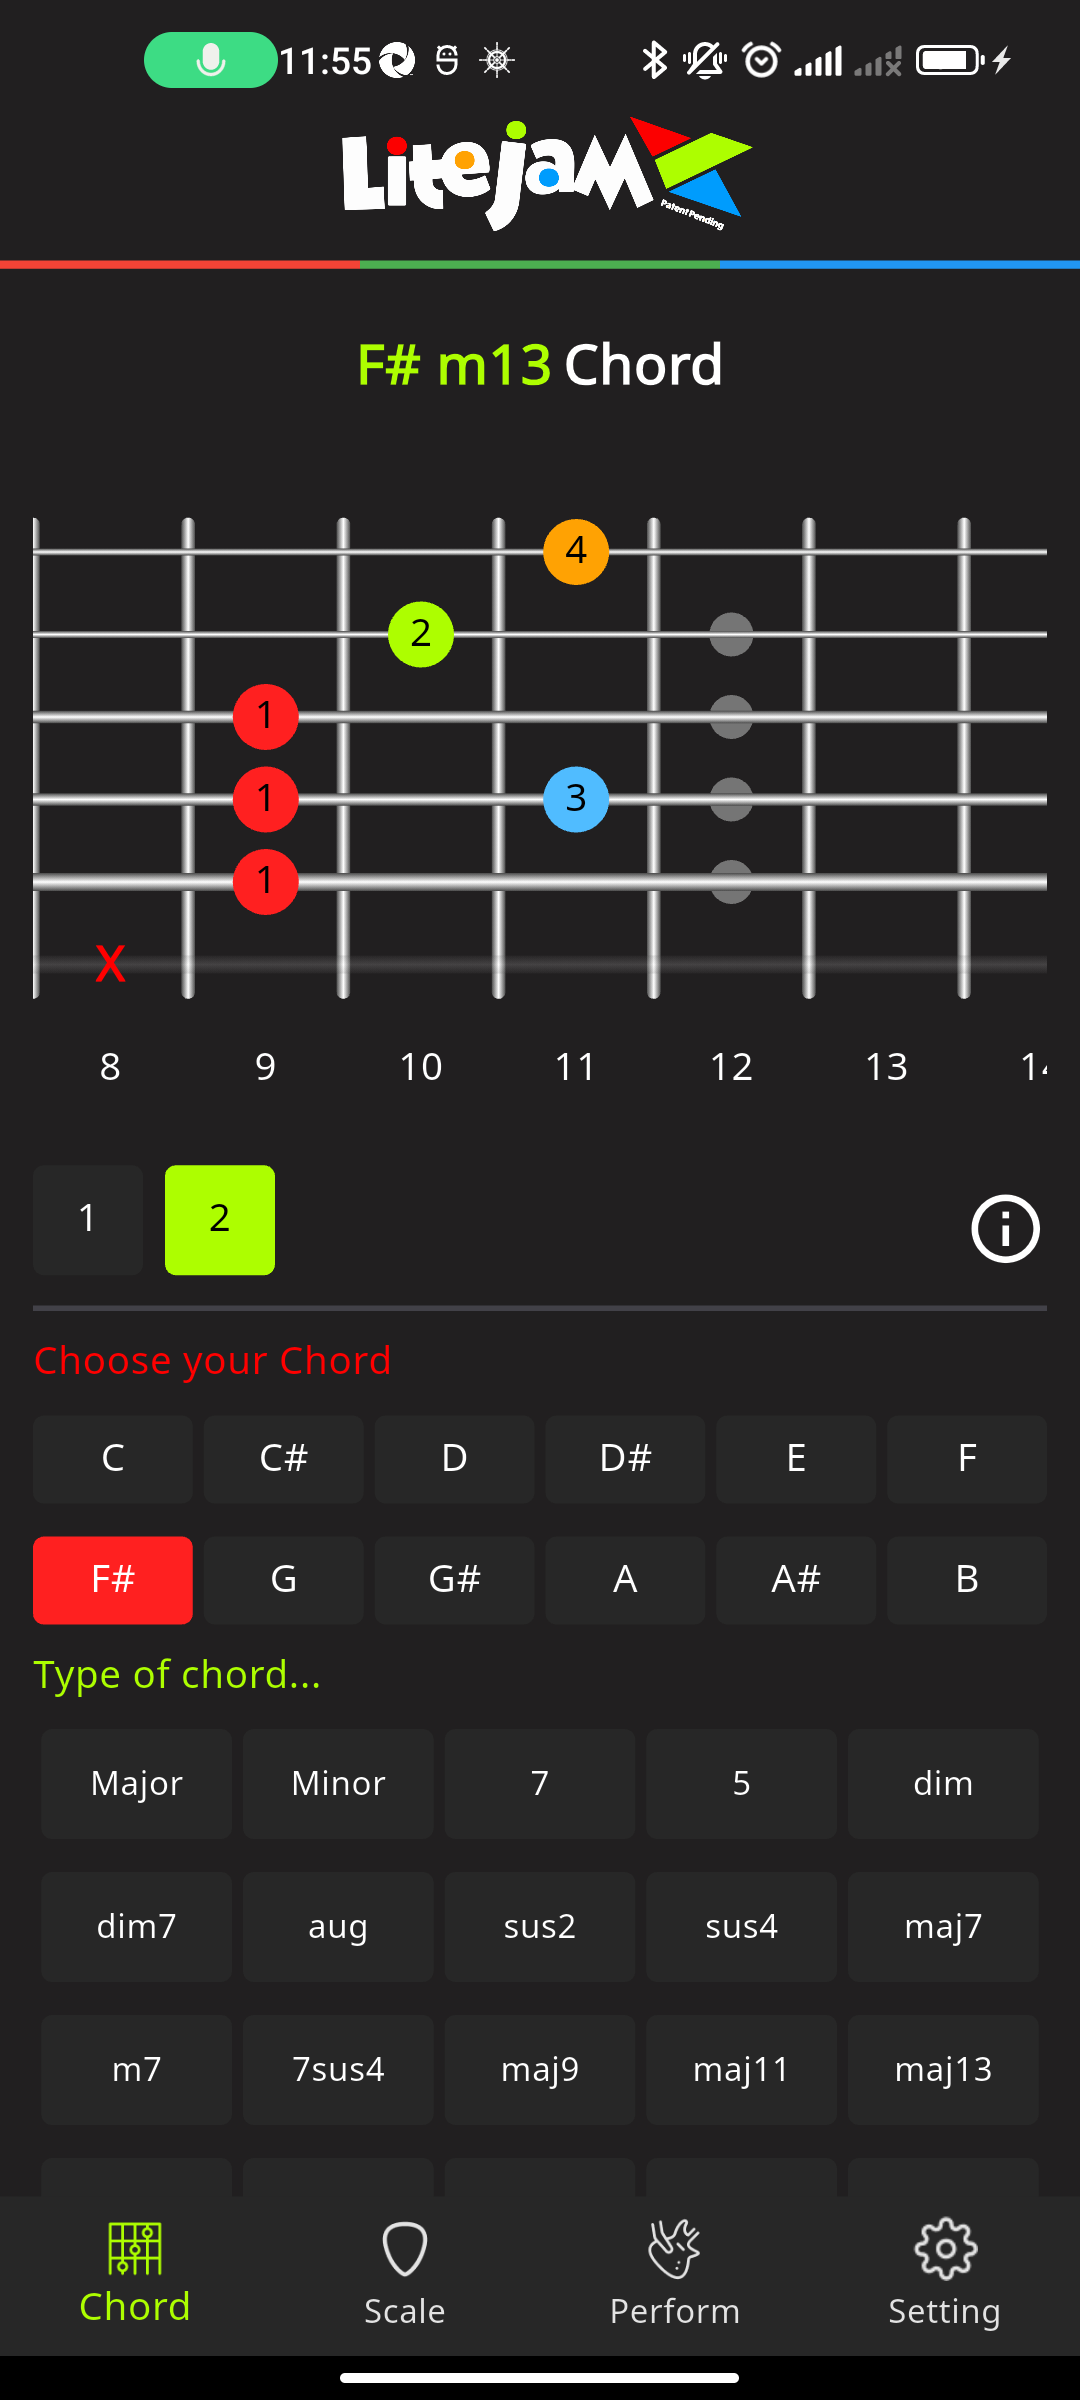 11:55
Litejam
Patent Pending
F# m13 Chord
4
2
1
1 3
1
X
8 9 10 11 12 13
1 2
Choose your Chord
C C# D D# E F
F# G G# A A# B
Type of chord...
Major Minor 7 5 dim
dim7 aug sus2 sus4 maj7
m7 7sus4 maj9 maj11 maj13
Chord Scale Perform Setting